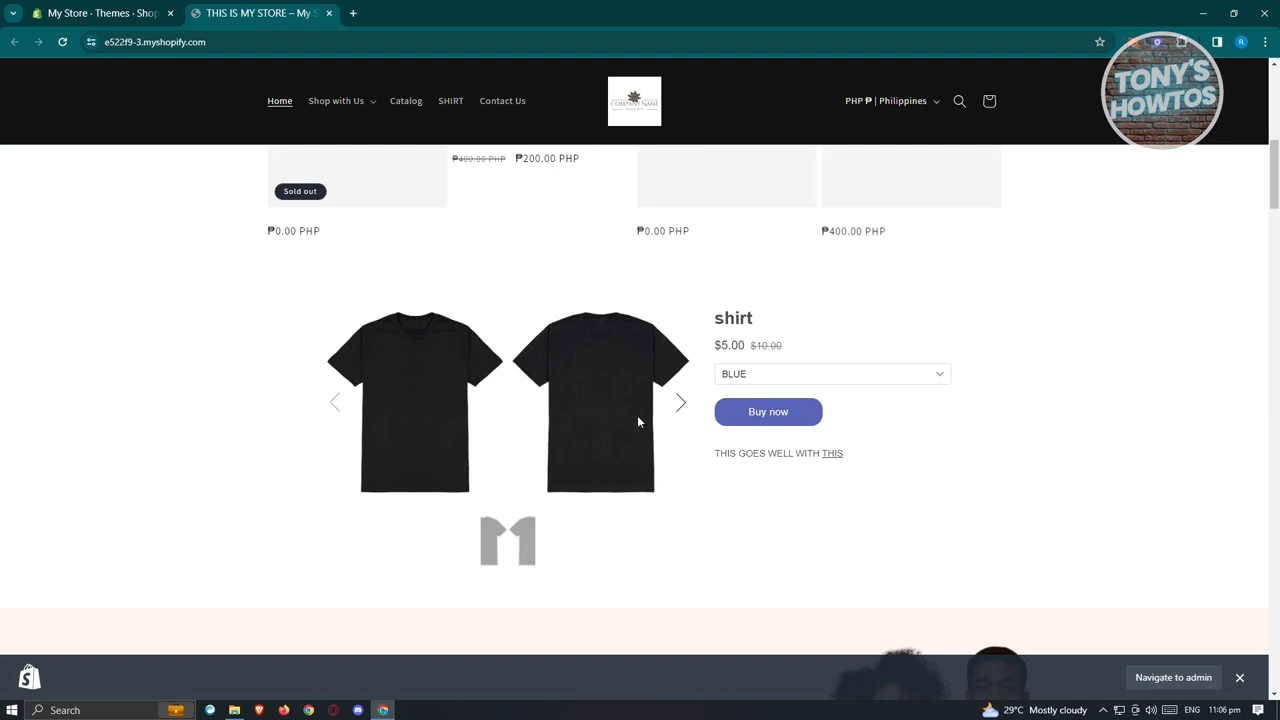 My Store · Themes · Shop
THIS IS MY STORE – My S
e522f9-3.myshopify.com
TONY'S
HOWTOS
Home
Shop with Us
Catalog
SHIRT
Contact Us
COMPANY NAME
PHP ₱ | Philippines
₱400.00 PHP ₱200.00 PHP
Sold out
₱0.00 PHP
₱0.00 PHP
₱400.00 PHP
shirt
$5.00 $10.00
BLUE
Buy now
THIS GOES WELL WITH THIS
Navigate to admin
Search
29°C Mostly cloudy
ENG
11:06 pm